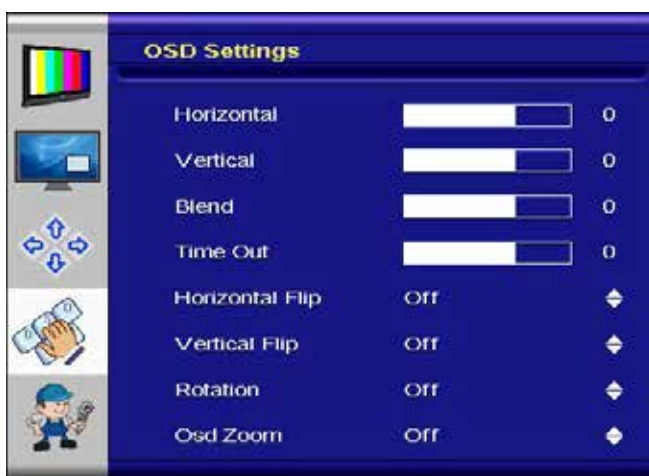 OSD Settings
Horizontal 0
Vertical 0
Blend 0
Time Out 0
Horizontal Flip Off
Vertical Flip Off
Rotation Off
Osd Zoom Off